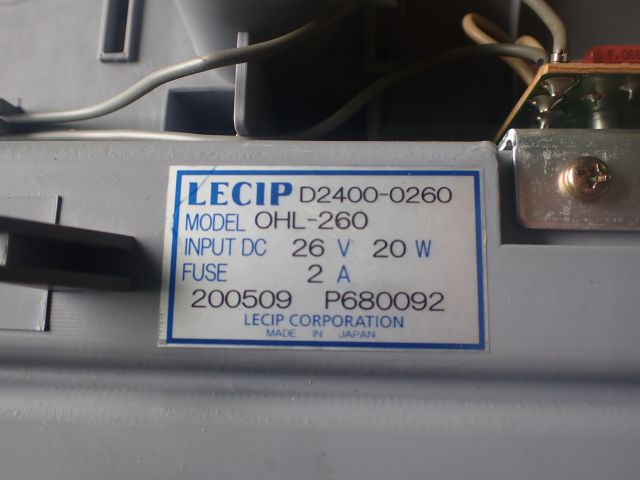 LECIP D2400-0260
MODEL OHL-260
INPUT DC 26 V 20 W
FUSE 2 A
200509 P680092
LECIP CORPORATION
MADE IN JAPAN